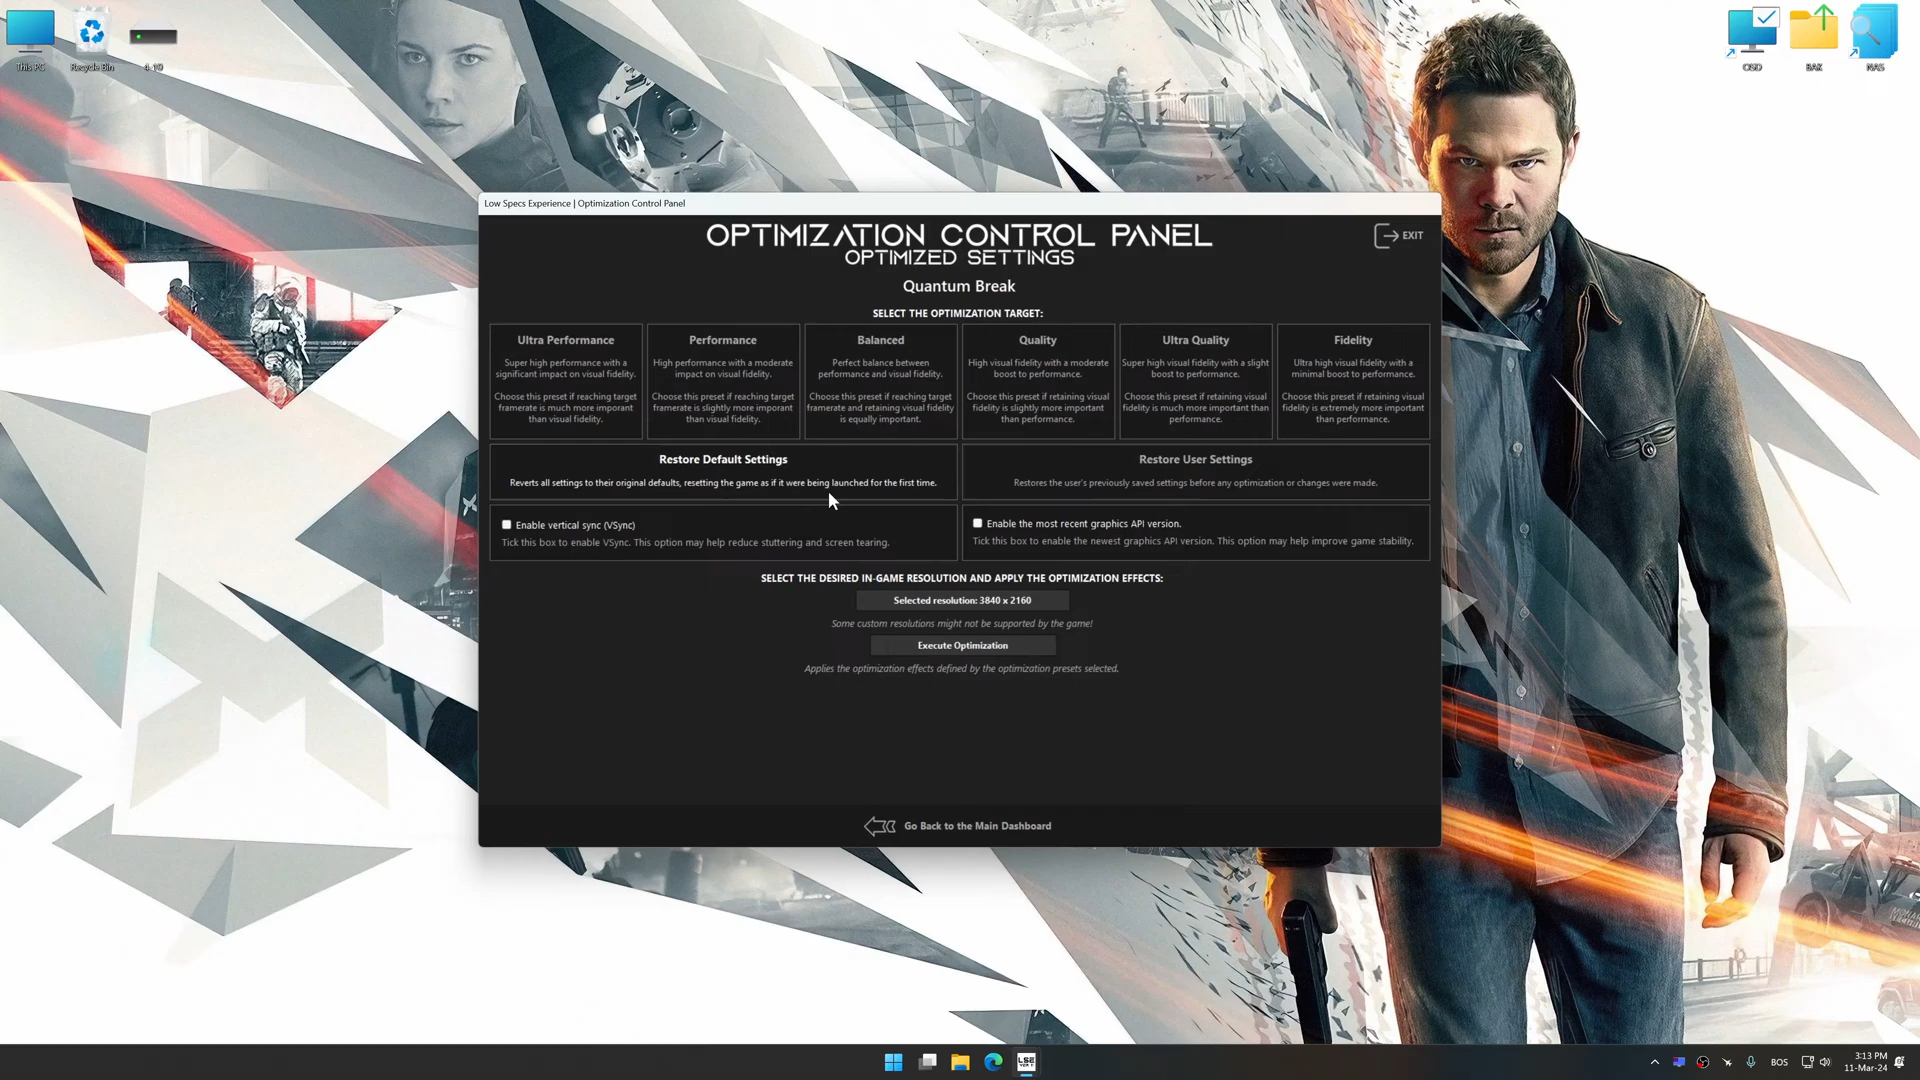 This PC
Recycle Bin
4-10
OSD
BAK
NAS
Low Specs Experience | Optimization Control Panel
OPTIMIZATION CONTROL PANEL
EXIT
OPTIMIZED SETTINGS
Quantum Break
SELECT THE OPTIMIZATION TARGET:
Ultra Performance
Super high performance with a
significant impact on visual fidelity.
Choose this preset if reaching target
framerate is much more imporant
than visual fidelity.
Performance
High performance with a moderate
impact on visual fidelity.
Choose this preset if reaching target
framerate is slightly more imporant
than visual fidelity.
Balanced
Perfect balance between
performance and visual fidelity.
Choose this preset if reaching target
framerate and retaining visual fidelity
is equally important.
Quality
High visual fidelity with a moderate
boost to performance.
Choose this preset if retaining visual
fidelity is slightly more important
than performance.
Ultra Quality
Super high visual fidelity with a slight
boost to performance.
Choose this preset if retaining visual
fidelity is much more important than
performance.
Fidelity
Ultra high visual fidelity with a
minimal boost to performance.
Choose this preset if retaining visual
fidelity is extremely more important
than performance.
Restore Default Settings
Reverts all settings to their original defaults, resetting the game as if it were being launched for the first time.
Restore User Settings
Restores the user's previously saved settings before any optimization or changes were made.
Enable vertical sync (VSync)
Tick this box to enable VSync. This option may help reduce stuttering and screen tearing.
Enable the most recent graphics API version.
Tick this box to enable the newest graphics API version. This option may help improve game stability.
SELECT THE DESIRED IN-GAME RESOLUTION AND APPLY THE OPTIMIZATION EFFECTS:
Selected resolution: 3840 x 2160
Some custom resolutions might not be supported by the game!
Execute Optimization
Applies the optimization effects defined by the optimization presets selected.
Go Back to the Main Dashboard
LSE
BOS
3:13 PM
11-Mar-24